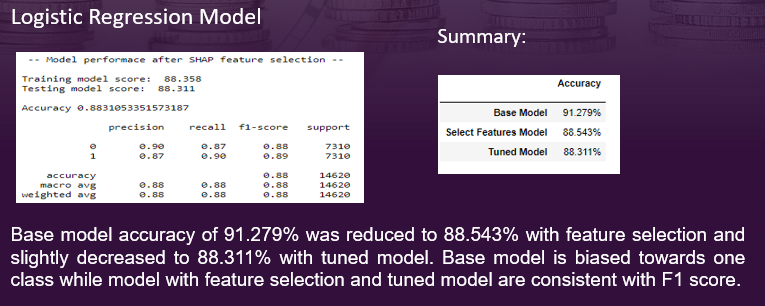 Logistic Regression Model
-- Model performace after SHAP feature selection --
Training model score: 88.358
Testing model score: 88.311
Accuracy 0.8831053351573187
precision recall f1-score support
0 0.90 0.87 0.88 7310
1 0.87 0.90 0.89 7310
accuracy 0.88 14620
macro avg 0.88 0.88 0.88 14620
weighted avg 0.88 0.88 0.88 14620
Summary:
Accuracy
Base Model 91.279%
Select Features Model 88.543%
Tuned Model 88.311%
Base model accuracy of 91.279% was reduced to 88.543% with feature selection and
slightly decreased to 88.311% with tuned model. Base model is biased towards one
class while model with feature selection and tuned model are consistent with F1 score.